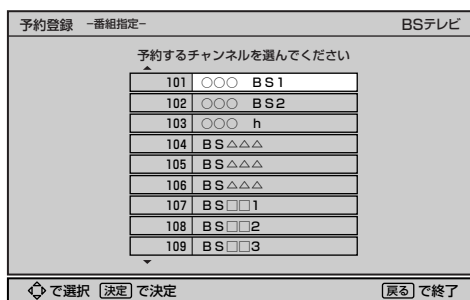 予約登録 −番組指定− BSテレビ
予約するチャンネルを選んでください
101 ○○○ BS1
102 ○○○ BS2
103 ○○○ h
104 BS△△△
105 BS△△△
106 BS△△△
107 BS□□1
108 BS□□2
109 BS□□3
で選択 決定 で決定 戻る で終了